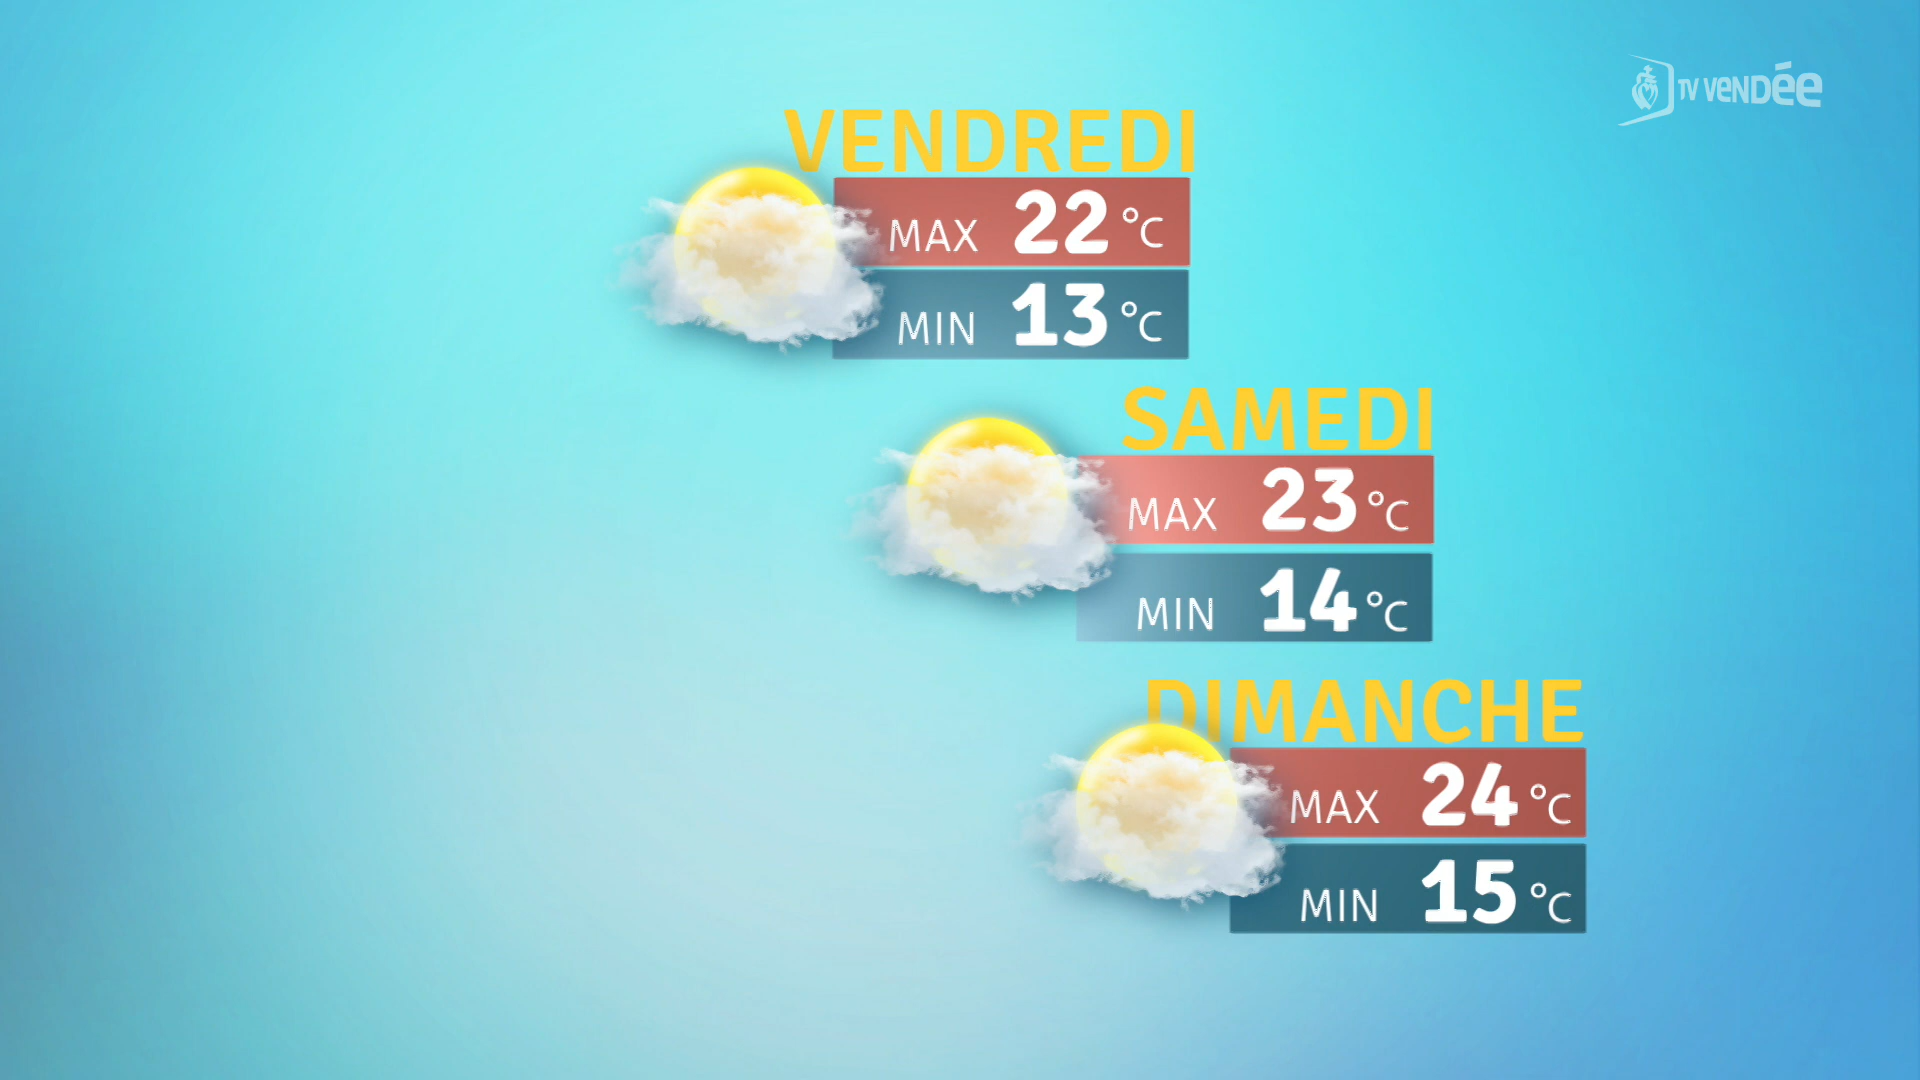 TV VENDÉE
VENDREDI
MAX 22 °C
MIN 13 °C
SAMEDI
MAX 23 °C
MIN 14 °C
DIMANCHE
MAX 24 °C
MIN 15 °C